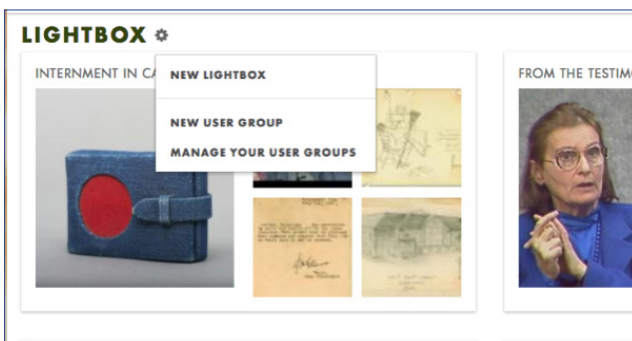 LIGHTBOX
INTERNMENT IN CA
NEW LIGHTBOX
NEW USER GROUP
MANAGE YOUR USER GROUPS
FROM THE TESTIM